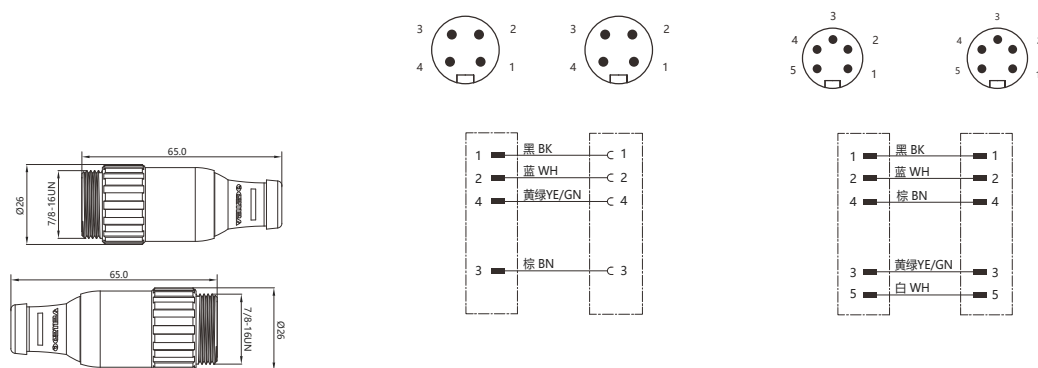 65.0
Ø26
7/8-16UN
65.0
7/8-16UN
Ø26
3 2
4 1
3 2
4 1
1 黑 BK 1
2 蓝 WH 2
4 黄绿YE/GN 4
3 棕 BN 3
3
4 2
5 1
3
4
5
1 黑 BK 1
2 蓝 WH 2
4 棕 BN 4
3 黄绿YE/GN 3
5 白 WH 5